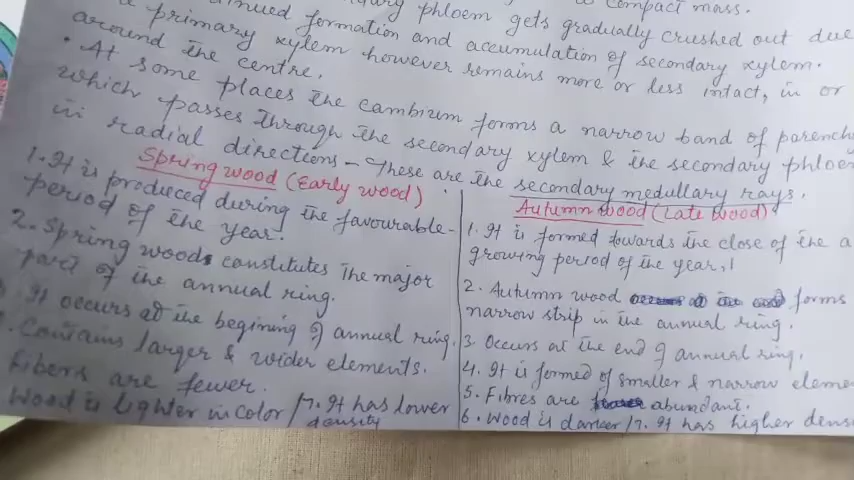 dary phloem gets gradually crushed out due
tinued formation and accumulation of secondary xylem.
primary xylem however remains more or less intact, in or
around the centre.
• At some places the cambium forms a narrow band of parench
which passes through the secondary xylem & the secondary phloem
in radial directions - These are the secondary medullary rays.
Spring wood (Early wood)
1. It is produced during the favourable-
period of the year.
2. Spring woods constitutes the major
part of the annual ring.
It occurs at the begining of annual ring.
Contains larger & wider elements.
Fibers are fewer.
Wood is lighter in color / 7. It has lower
density
Autumn wood (Late wood)
1. It is formed towards the close of the a
growing period of the year,
2. Autumn wood forms
narrow strip in the annual ring.
3. Occurs at the end of annual ring.
4. It is formed of smaller & narrow eleme
5. Fibres are abundant.
6. Wood is darker / 7. It has higher dens